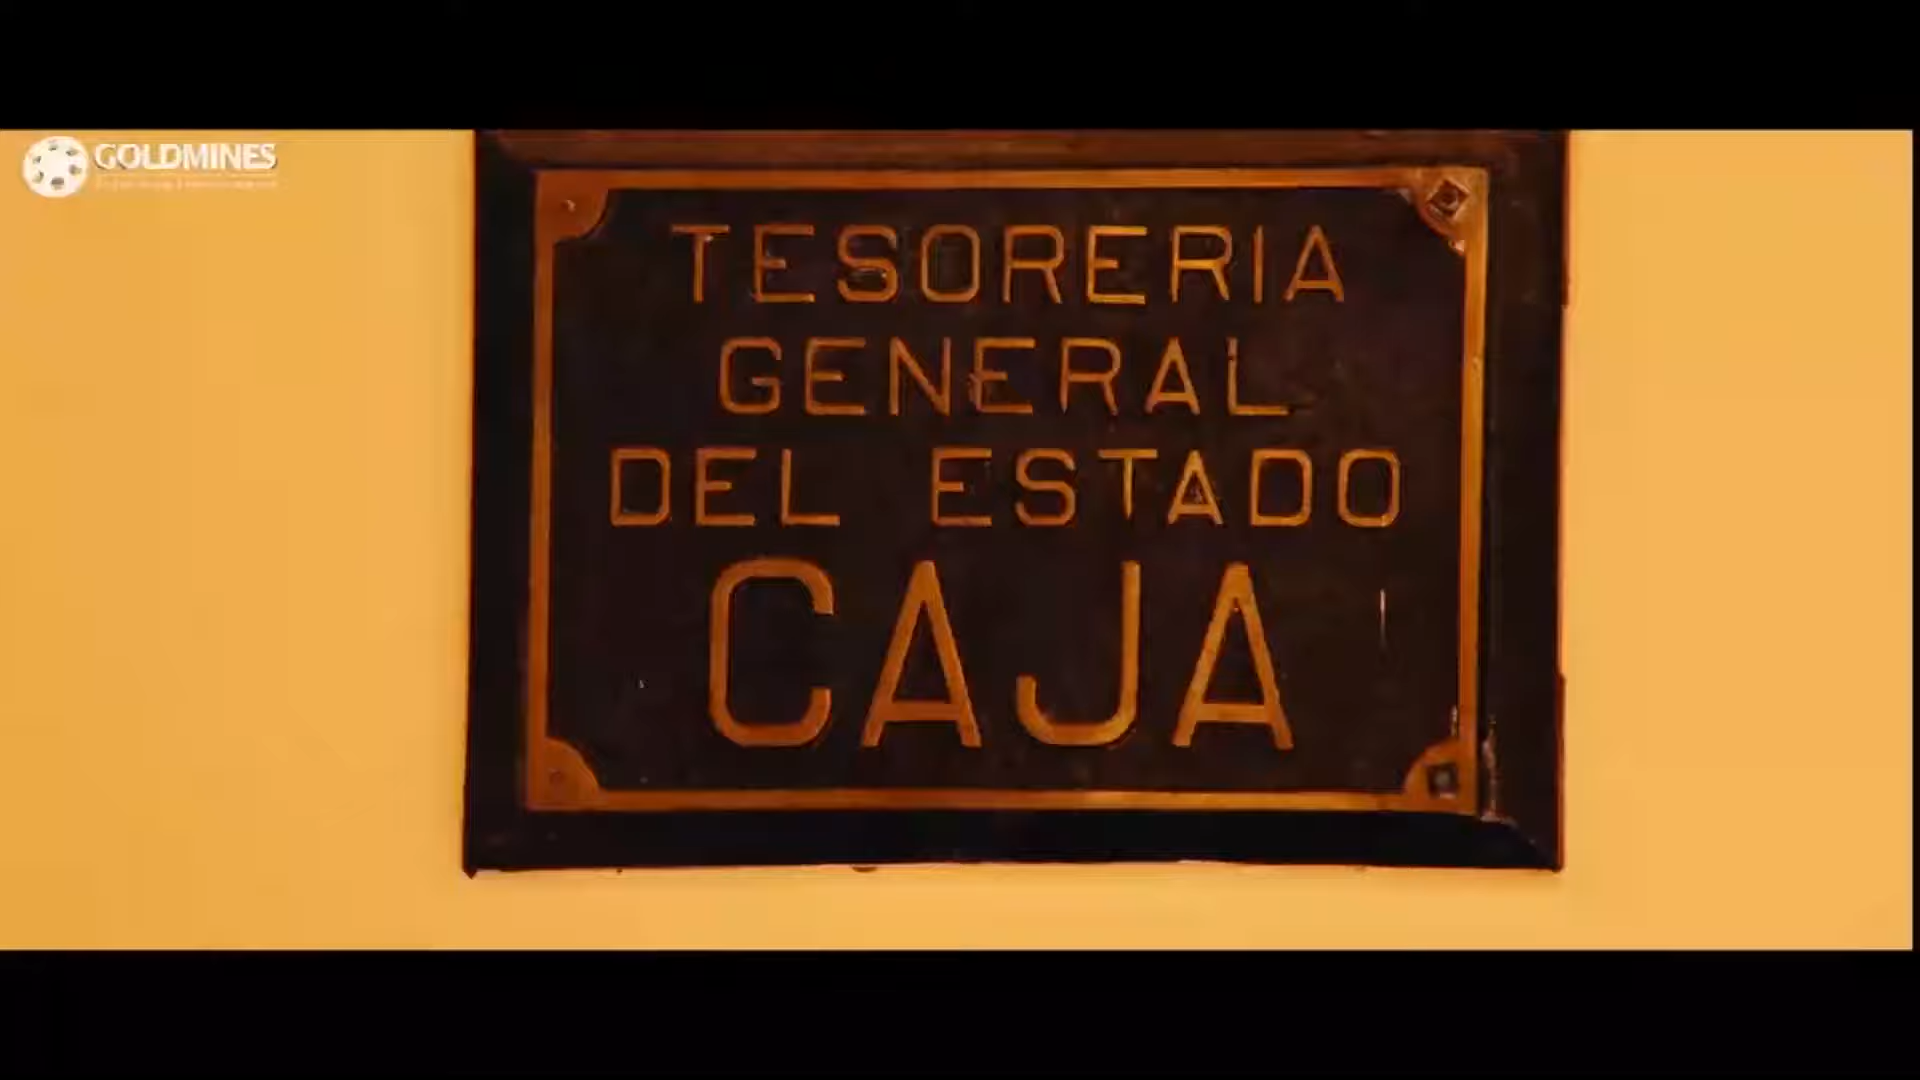 GOLDMINES
TESORERIA
GENERAL
DEL ESTADO
CAJA